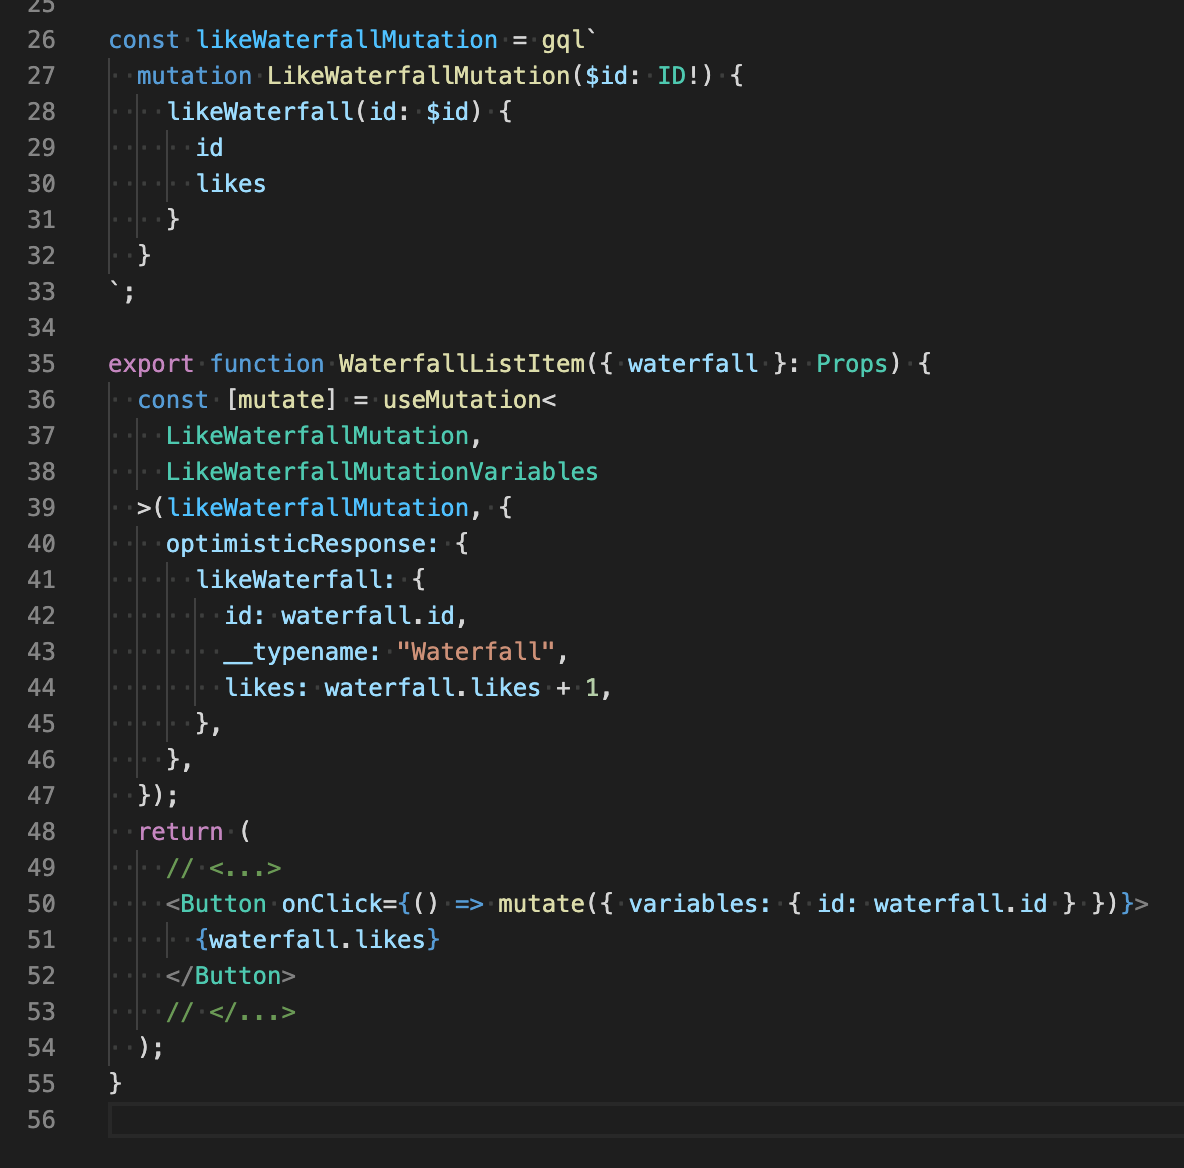 25
26 const likeWaterfallMutation = gql`
27   mutation LikeWaterfallMutation($id: ID!) {
28     likeWaterfall(id: $id) {
29       id
30       likes
31     }
32   }
33 `;
34
35 export function WaterfallListItem({ waterfall }: Props) {
36   const [mutate] = useMutation<
37     LikeWaterfallMutation,
38     LikeWaterfallMutationVariables
39   >(likeWaterfallMutation, {
40     optimisticResponse: {
41       likeWaterfall: {
42         id: waterfall.id,
43         __typename: "Waterfall",
44         likes: waterfall.likes + 1,
45       },
46     },
47   });
48   return (
49     // <...>
50     <Button onClick={() => mutate({ variables: { id: waterfall.id } })}>
51       {waterfall.likes}
52     </Button>
53     // </...>
54   );
55 }
56